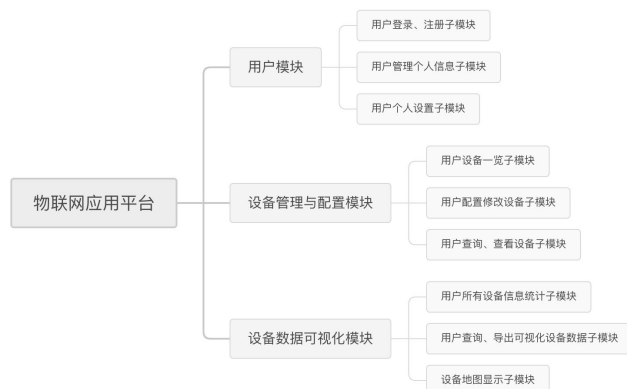 物联网应用平台
用户模块
用户登录、注册子模块
用户管理个人信息子模块
用户个人设置子模块
设备管理与配置模块
用户设备一览子模块
用户配置修改设备子模块
用户查询、查看设备子模块
设备数据可视化模块
用户所有设备信息统计子模块
用户查询、导出可视化设备数据子模块
设备地图显示子模块